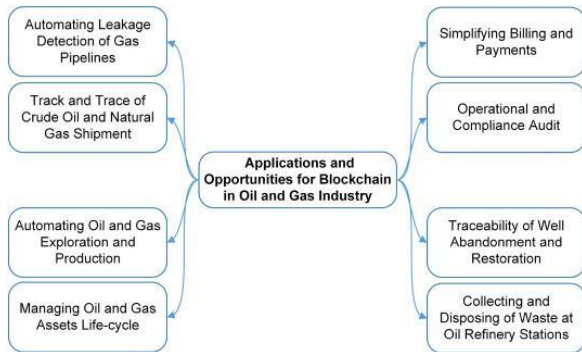 Automating Leakage
Detection of Gas
Pipelines
Track and Trace of
Crude Oil and Natural
Gas Shipment
Automating Oil and Gas
Exploration and
Production
Managing Oil and Gas
Assets Life-cycle
Applications and
Opportunities for Blockchain
in Oil and Gas Industry
Simplifying Billing and
Payments
Operational and
Compliance Audit
Traceability of Well
Abandonment and
Restoration
Collecting and
Disposing of Waste at
Oil Refinery Stations